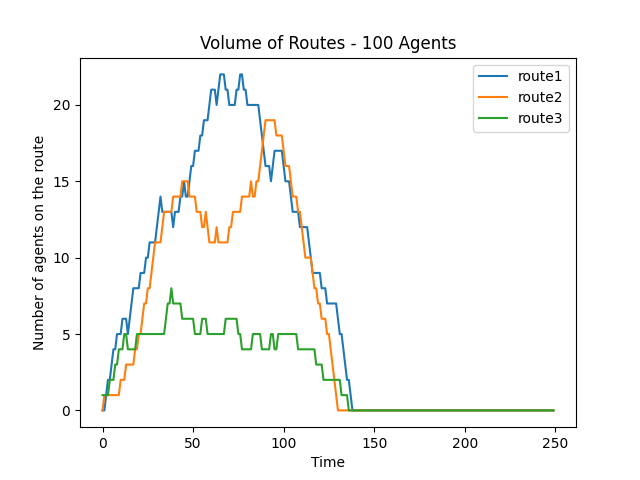 Volume of Routes - 100 Agents
route1
route2
route3
Number of agents on the route
20
15
10
5
0
0
50
100
150
200
250
Time